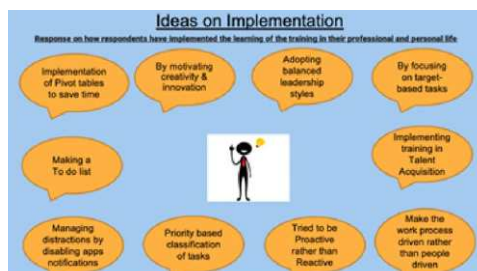 Ideas on Implementation
Response on how respondents have implemented the learning of the training in their professional and personal life
Implementation
of Pivot tables
to save time
By motivating
creativity &
innovation
Adopting
balanced
leadership
styles
By focusing
on target-
based tasks
Making a
To do list
Implementing
training in
Talent
Acquisition
Managing
distractions by
disabling apps
notifications
Priority based
classification
of tasks
Tried to be
Proactive
rather than
Reactive
Make the
work process
driven rather
than people
driven